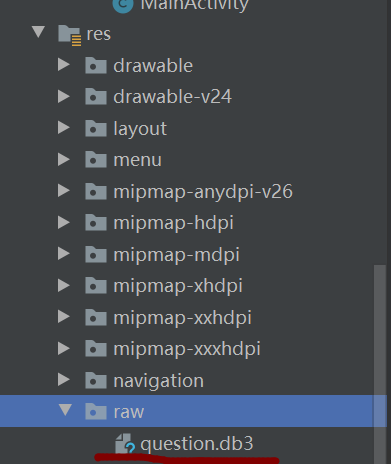 MainActivity
res
drawable
drawable-v24
layout
menu
mipmap-anydpi-v26
mipmap-hdpi
mipmap-mdpi
mipmap-xhdpi
mipmap-xxhdpi
mipmap-xxxhdpi
navigation
raw
question.db3